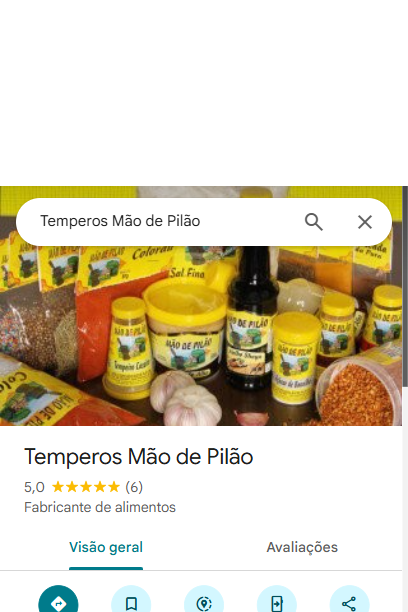 Temperos Mão de Pilão
Colorau
Sal Fino
MÃO DE PILÃO
MÃO DE PILÃO
MÃO DE PILÃO
MÃO DE PILÃO
Temperos Mão de Pilão
5,0 (6)
Fabricante de alimentos
Visão geral
Avaliações